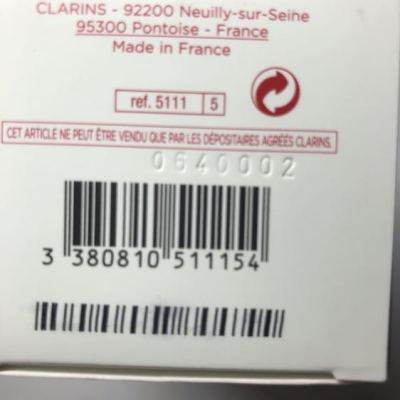 CLARINS - 92200 Neuilly-sur-Seine
95300 Pontoise - France
Made in France
ref. 5111 5
CET ARTICLE NE PEUT ÊTRE VENDU QUE PAR LES DÉPOSITAIRES AGRÉÉS CLARINS.
0640002
3 380810 511154